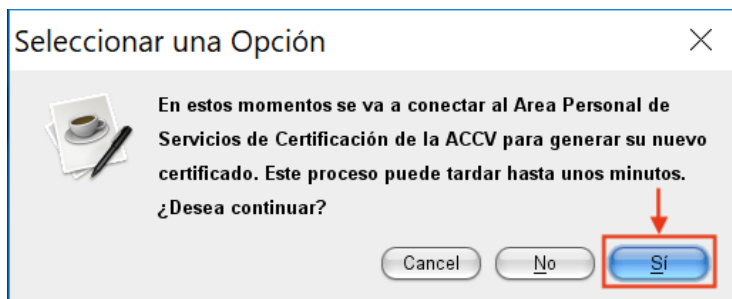 Seleccionar una Opción
En estos momentos se va a conectar al Area Personal de
Servicios de Certificación de la ACCV para generar su nuevo
certificado. Este proceso puede tardar hasta unos minutos.
¿Desea continuar?
Cancel No Sí